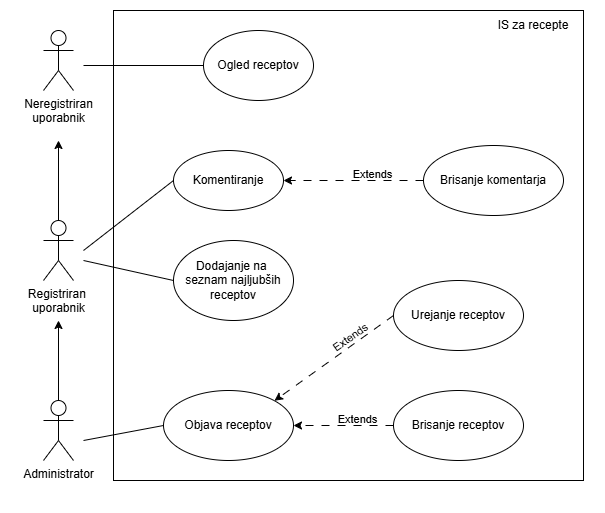 IS za recepte
Neregistriran
uporabnik
Ogled receptov
Komentiranje
Extends
Brisanje komentarja
Registriran
uporabnik
Dodajanje na
seznam najljubših
receptov
Urejanje receptov
Extends
Administrator
Objava receptov
Extends
Brisanje receptov